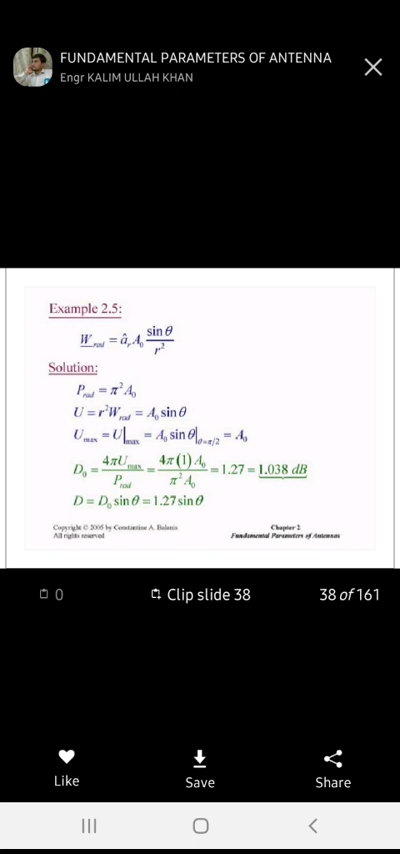 FUNDAMENTAL PARAMETERS OF ANTENNA
Engr KALIM ULLAH KHAN
Example 2.5:
W_rad = â_r A_0 sin θ / r^2
Solution:
P_rad = π^2 A_0
U = r^2 W_rad = A_0 sin θ
U_max = U|_max = A_0 sin θ|_θ=π/2 = A_0
D_0 = 4πU_max / P_rad = 4π(1) A_0 / π^2 A_0 = 1.27 = 1.038 dB
D = D_0 sin θ = 1.27 sin θ
Copyright © 2005 by Constantine A. Balanis
All rights reserved
Chapter 2
Fundamental Parameters of Antennas
0
Clip slide 38
38 of 161
Like
Save
Share